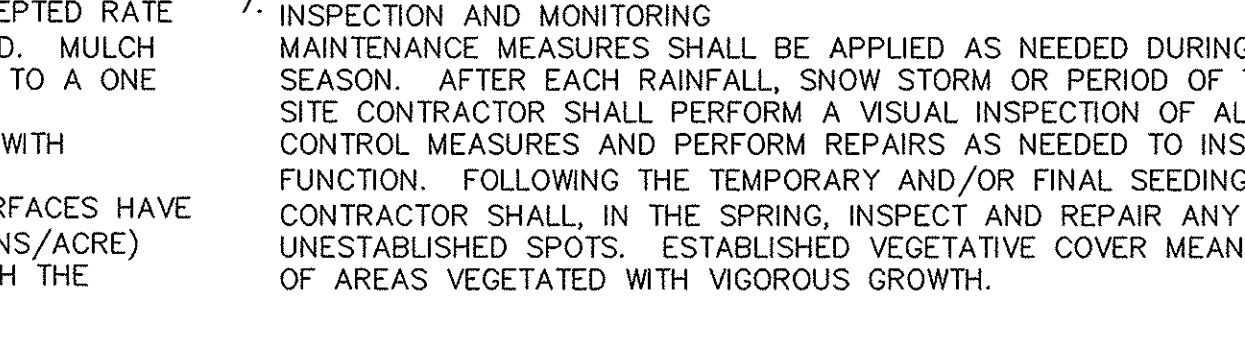 EPTED RATE
D. MULCH
TO A ONE
WITH
RFACES HAVE
NS/ACRE)
H THE
7. INSPECTION AND MONITORING
MAINTENANCE MEASURES SHALL BE APPLIED AS NEEDED DURING
SEASON. AFTER EACH RAINFALL, SNOW STORM OR PERIOD OF T
SITE CONTRACTOR SHALL PERFORM A VISUAL INSPECTION OF AL
CONTROL MEASURES AND PERFORM REPAIRS AS NEEDED TO INS
FUNCTION. FOLLOWING THE TEMPORARY AND/OR FINAL SEEDING
CONTRACTOR SHALL, IN THE SPRING, INSPECT AND REPAIR ANY
UNESTABLISHED SPOTS. ESTABLISHED VEGETATIVE COVER MEAN
OF AREAS VEGETATED WITH VIGOROUS GROWTH.